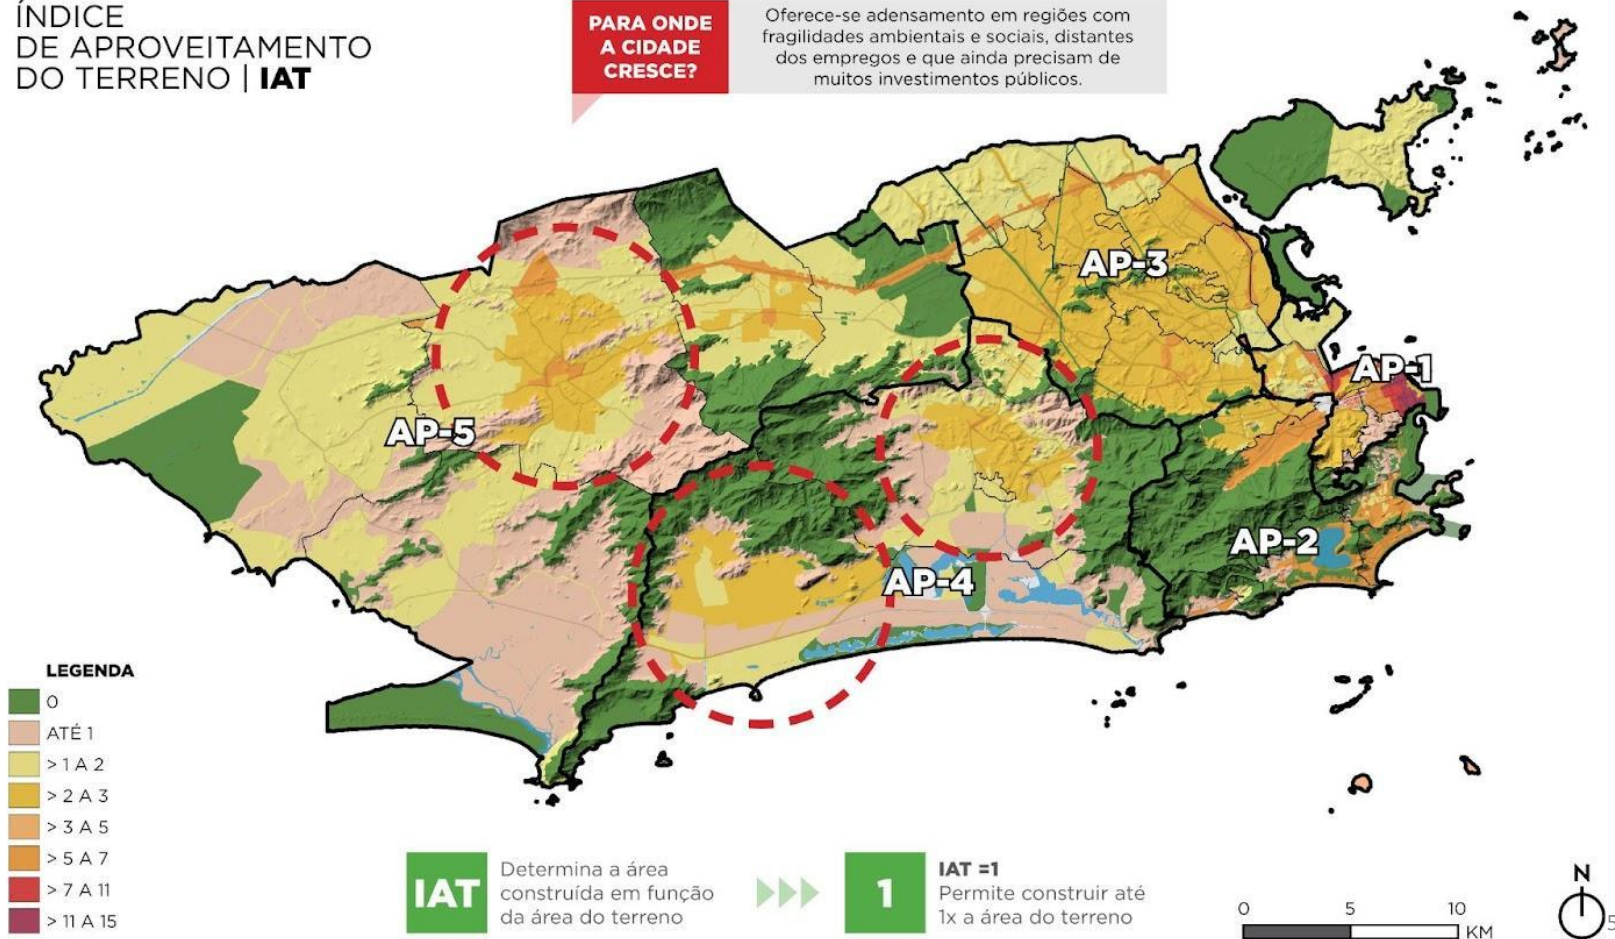 ÍNDICE
DE APROVEITAMENTO
DO TERRENO | IAT
PARA ONDE
A CIDADE
CRESCE?
Oferece-se adensamento em regiões com
fragilidades ambientais e sociais, distantes
dos empregos e que ainda precisam de
muitos investimentos públicos.
AP-3
AP-1
AP-5
AP-2
AP-4
LEGENDA
0
ATÉ 1
> 1 A 2
> 2 A 3
> 3 A 5
> 5 A 7
> 7 A 11
> 11 A 15
IAT
Determina a área
construída em função
da área do terreno
1
IAT =1
Permite construir até
1x a área do terreno
0 5 10
KM
N
5